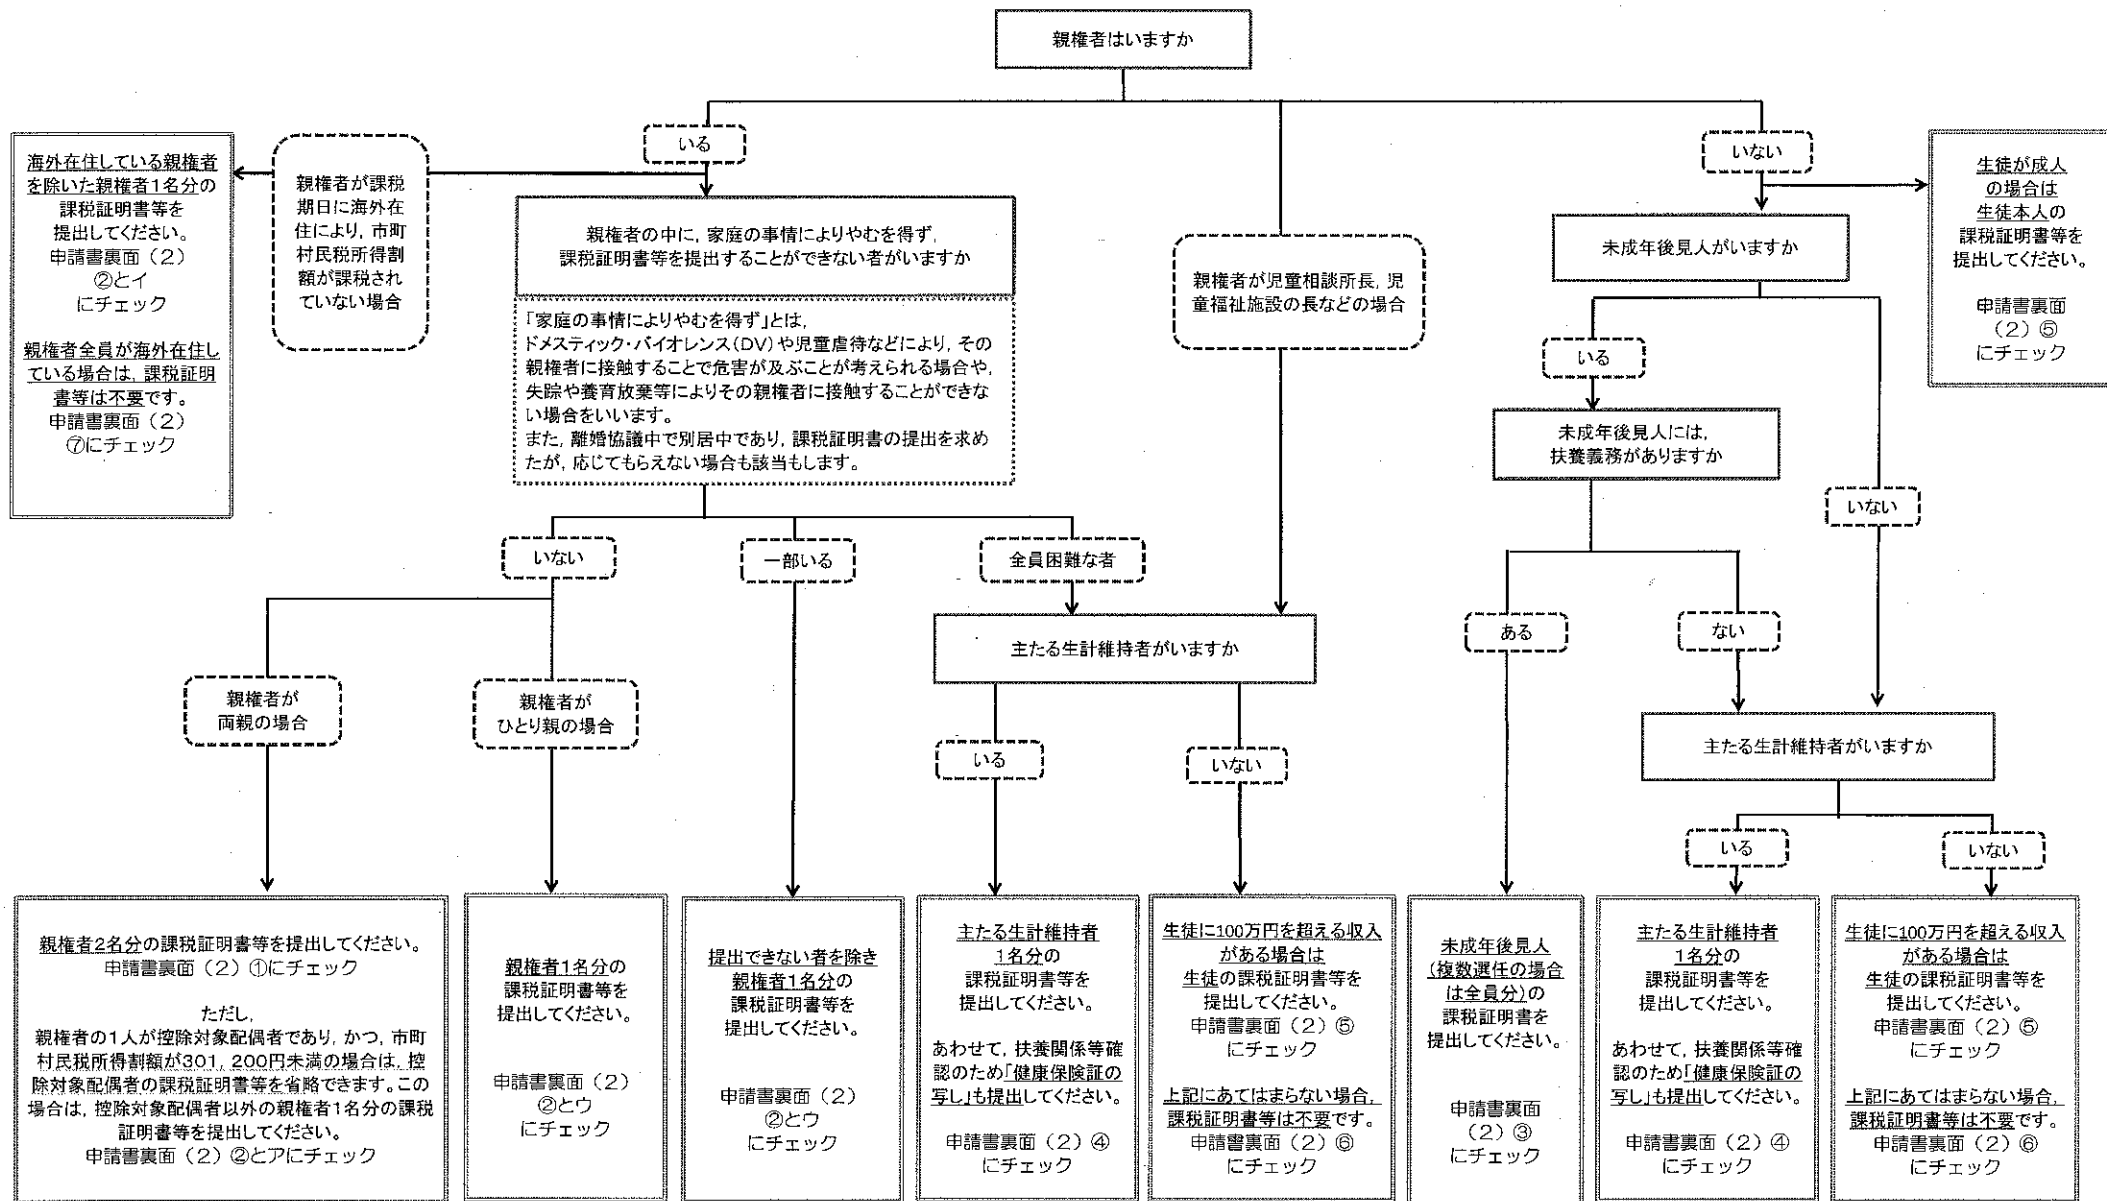 親権者はいますか
いる
いない
海外在住している親権者
を除いた親権者1名分の
課税証明書等を
提出してください。
申請書裏面（2）
②とイ
にチェック
親権者全員が海外在住し
ている場合は, 課税証明
書等は不要です。
申請書裏面（2）
⑦にチェック
親権者が課税
期日に海外在
住により, 市町
村民税所得割
額が課税され
ていない場合
親権者の中に, 家庭の事情によりやむを得ず,
課税証明書等を提出することができない者がいますか
「家庭の事情によりやむを得ず」とは,
ドメスティック・バイオレンス(DV)や児童虐待などにより, その
親権者に接触することで危害が及ぶことが考えられる場合や,
失踪や養育放棄等によりその親権者に接触することができな
い場合をいいます。
また, 離婚協議中で別居中であり, 課税証明書の提出を求め
たが, 応じてもらえない場合も該当もします。
親権者が児童相談所長, 児
童福祉施設の長などの場合
未成年後見人がいますか
生徒が成人
の場合は
生徒本人の
課税証明書等を
提出してください。
申請書裏面
（2）⑤
にチェック
いる
未成年後見人には,
扶養義務がありますか
いない
いない
一部いる
全員困難な者
主たる生計維持者がいますか
ある
ない
親権者が
両親の場合
親権者が
ひとり親の場合
主たる生計維持者がいますか
いる
いない
いる
いない
親権者2名分の課税証明書等を提出してください。
申請書裏面（2）①にチェック
ただし,
親権者の1人が控除対象配偶者であり, かつ, 市町
村民税所得割額が301, 200円未満の場合は, 控
除対象配偶者の課税証明書等を省略できます。この
場合は, 控除対象配偶者以外の親権者1名分の課税
証明書等を提出してください。
申請書裏面（2）②とアにチェック
親権者1名分の
課税証明書等を
提出してください。
申請書裏面（2）
②とウ
にチェック
提出できない者を除き
親権者1名分の
課税証明書等を
提出してください。
申請書裏面（2）
②とウ
にチェック
主たる生計維持者
1名分の
課税証明書等を
提出してください。
あわせて, 扶養関係等確
認のため「健康保険証の
写し」も提出してください。
申請書裏面（2）④
にチェック
生徒に100万円を超える収入
がある場合は
生徒の課税証明書等を
提出してください。
申請書裏面（2）⑤
にチェック
上記にあてはまらない場合,
課税証明書等は不要です。
申請書裏面（2）⑥
にチェック
未成年後見人
(複数選任の場合
は全員分)の
課税証明書を
提出してください。
申請書裏面
（2）③
にチェック
主たる生計維持者
1名分の
課税証明書等を
提出してください。
あわせて, 扶養関係等確
認のため「健康保険証の
写し」も提出してください。
申請書裏面（2）④
にチェック
生徒に100万円を超える収入
がある場合は
生徒の課税証明書等を
提出してください。
申請書裏面（2）⑤
にチェック
上記にあてはまらない場合,
課税証明書等は不要です。
申請書裏面（2）⑥
にチェック